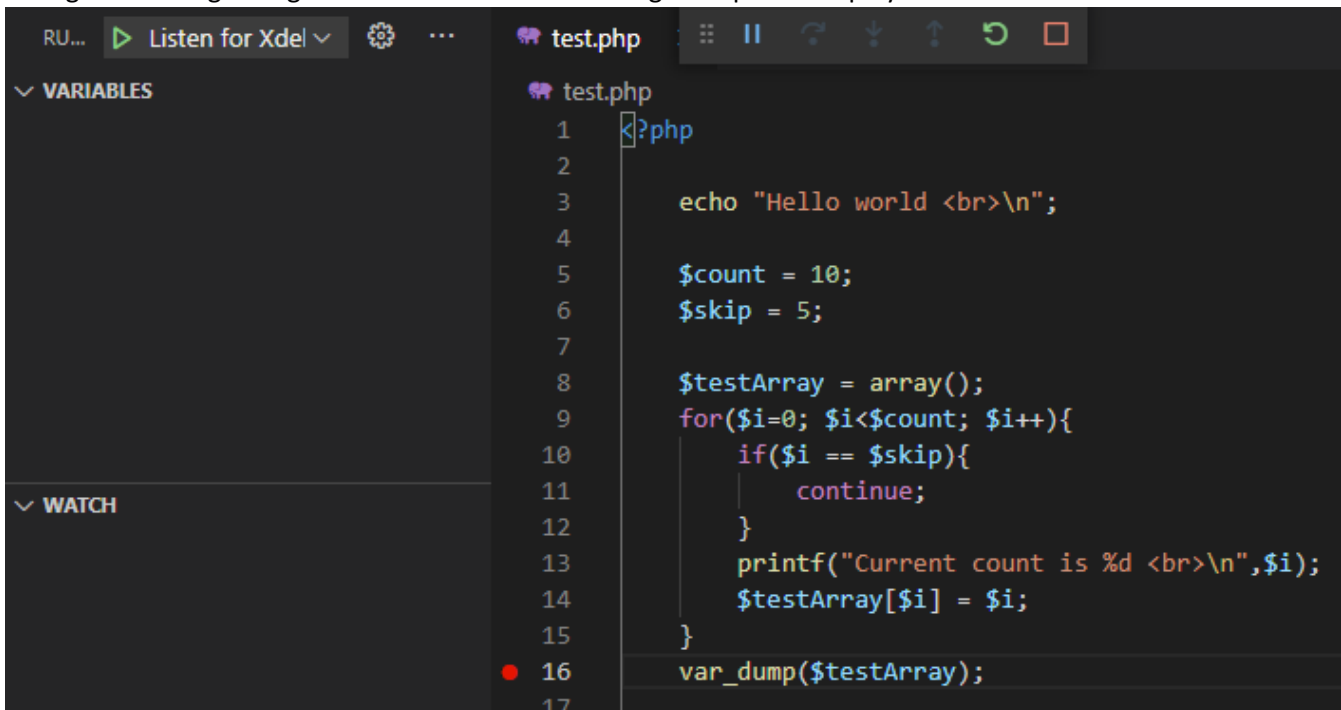 RU... Listen for Xdel ...
VARIABLES
WATCH
test.php
test.php
1 <?php
2
3 echo "Hello world <br>\n";
4
5 $count = 10;
6 $skip = 5;
7
8 $testArray = array();
9 for($i=0; $i<$count; $i++){
10 if($i == $skip){
11 continue;
12 }
13 printf("Current count is %d <br>\n",$i);
14 $testArray[$i] = $i;
15 }
16 var_dump($testArray);
17